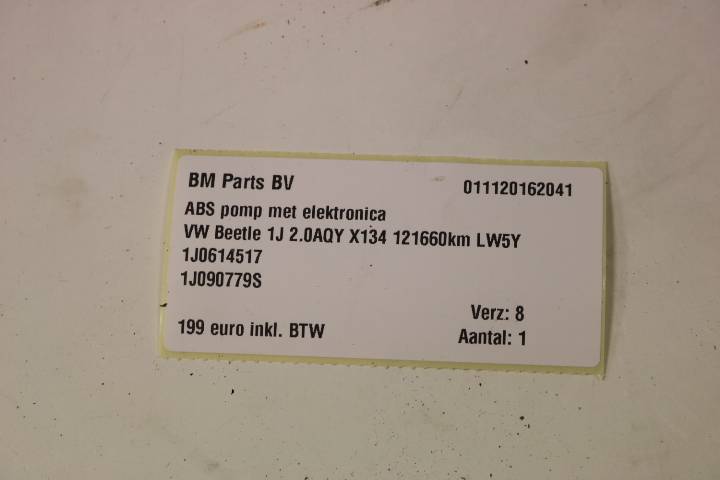 BM Parts BV 011120162041
ABS pomp met elektronica
VW Beetle 1J 2.0AQY X134 121660km LW5Y
1J0614517
1J090779S
Verz: 8
199 euro inkl. BTW Aantal: 1